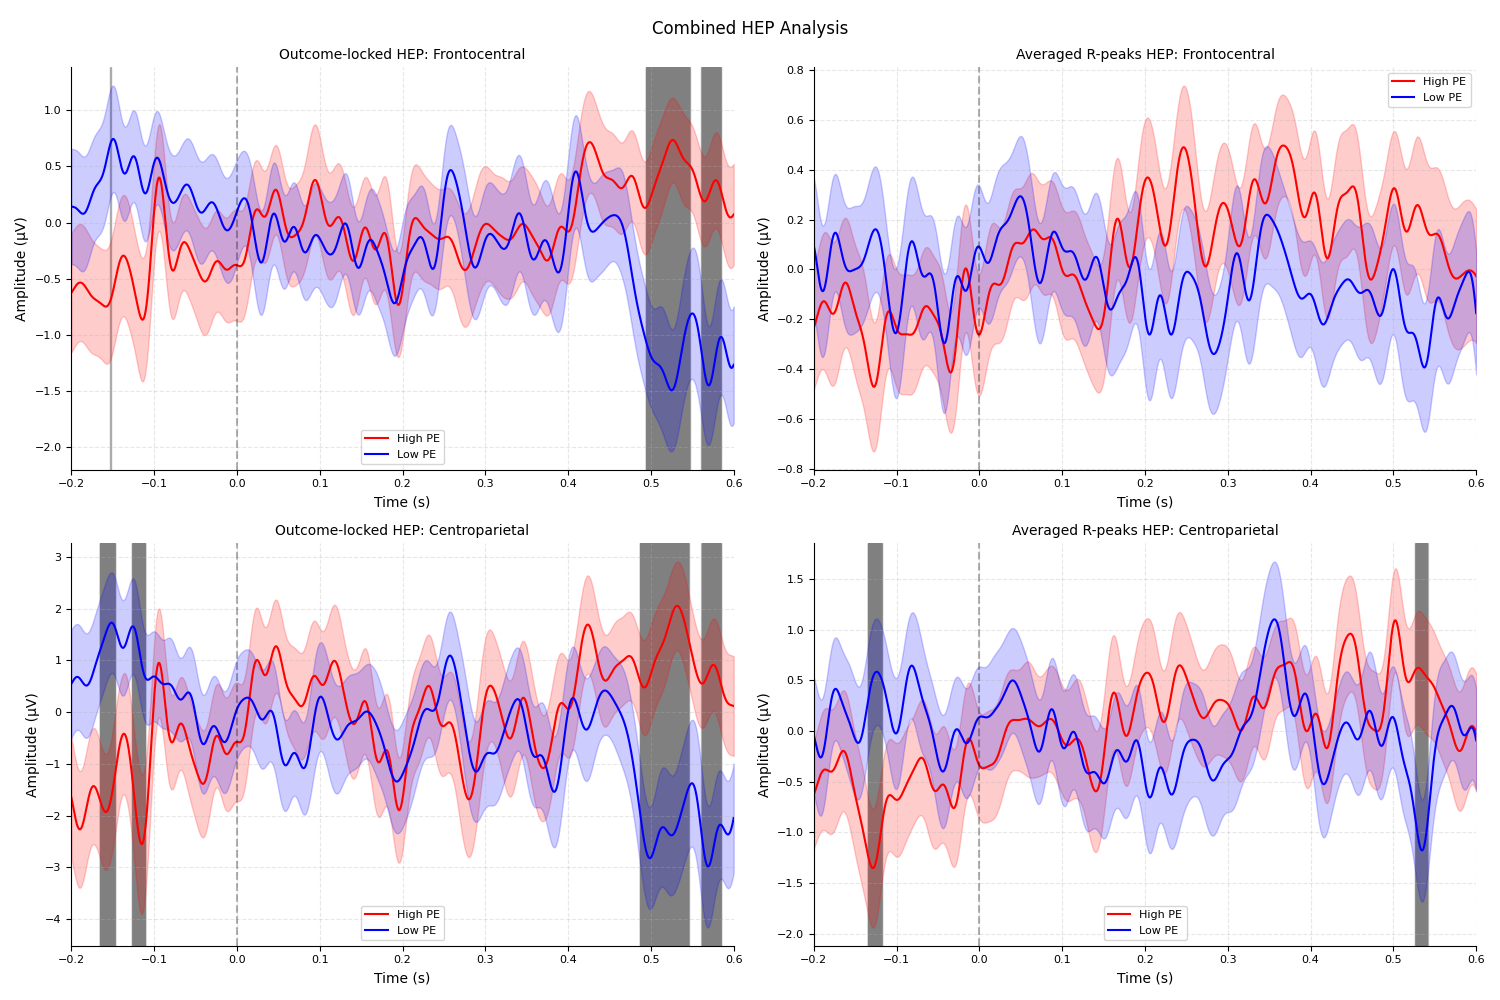 Combined HEP Analysis
Outcome-locked HEP: Frontocentral
Amplitude (μV)
1.0
0.5
0.0
−0.5
−1.0
−1.5
−2.0
High PE
Low PE
−0.2 −0.1 0.0 0.1 0.2 0.3 0.4 0.5 0.6
Time (s)
Averaged R-peaks HEP: Frontocentral
Amplitude (μV)
0.8
0.6
0.4
0.2
0.0
−0.2
−0.4
−0.6
−0.8
High PE
Low PE
−0.2 −0.1 0.0 0.1 0.2 0.3 0.4 0.5 0.6
Time (s)
Outcome-locked HEP: Centroparietal
Amplitude (μV)
3
2
1
0
−1
−2
−3
−4
High PE
Low PE
−0.2 −0.1 0.0 0.1 0.2 0.3 0.4 0.5 0.6
Time (s)
Averaged R-peaks HEP: Centroparietal
Amplitude (μV)
1.5
1.0
0.5
0.0
−0.5
−1.0
−1.5
−2.0
High PE
Low PE
−0.2 −0.1 0.0 0.1 0.2 0.3 0.4 0.5 0.6
Time (s)